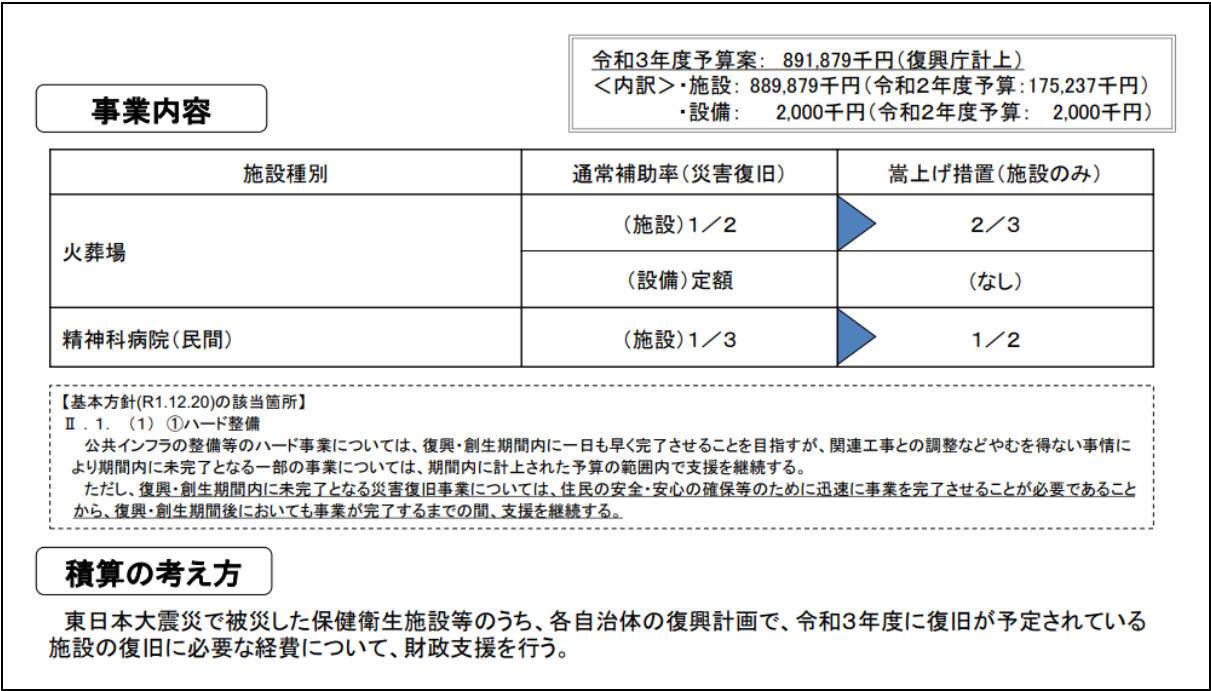 令和3年度予算案： 891,879千円（復興庁計上）
＜内訳＞・施設： 889,879千円（令和2年度予算：175,237千円）
・設備： 2,000千円（令和2年度予算： 2,000千円）
事業内容
施設種別 通常補助率（災害復旧） 嵩上げ措置（施設のみ）
火葬場 （施設）1／2 2／3
（設備）定額 （なし）
精神科病院（民間） （施設）1／3 1／2
【基本方針(R1.12.20)の該当箇所】
Ⅱ．1．（1）①ハード整備
公共インフラの整備等のハード事業については、復興・創生期間内に一日も早く完了させることを目指すが、関連工事との調整などやむを得ない事情に
より期間内に未完了となる一部の事業については、期間内に計上された予算の範囲内で支援を継続する。
ただし、復興・創生期間内に未完了となる災害復旧事業については、住民の安全・安心の確保等のために迅速に事業を完了させることが必要であること
から、復興・創生期間後においても事業が完了するまでの間、支援を継続する。
積算の考え方
東日本大震災で被災した保健衛生施設等のうち、各自治体の復興計画で、令和3年度に復旧が予定されている
施設の復旧に必要な経費について、財政支援を行う。